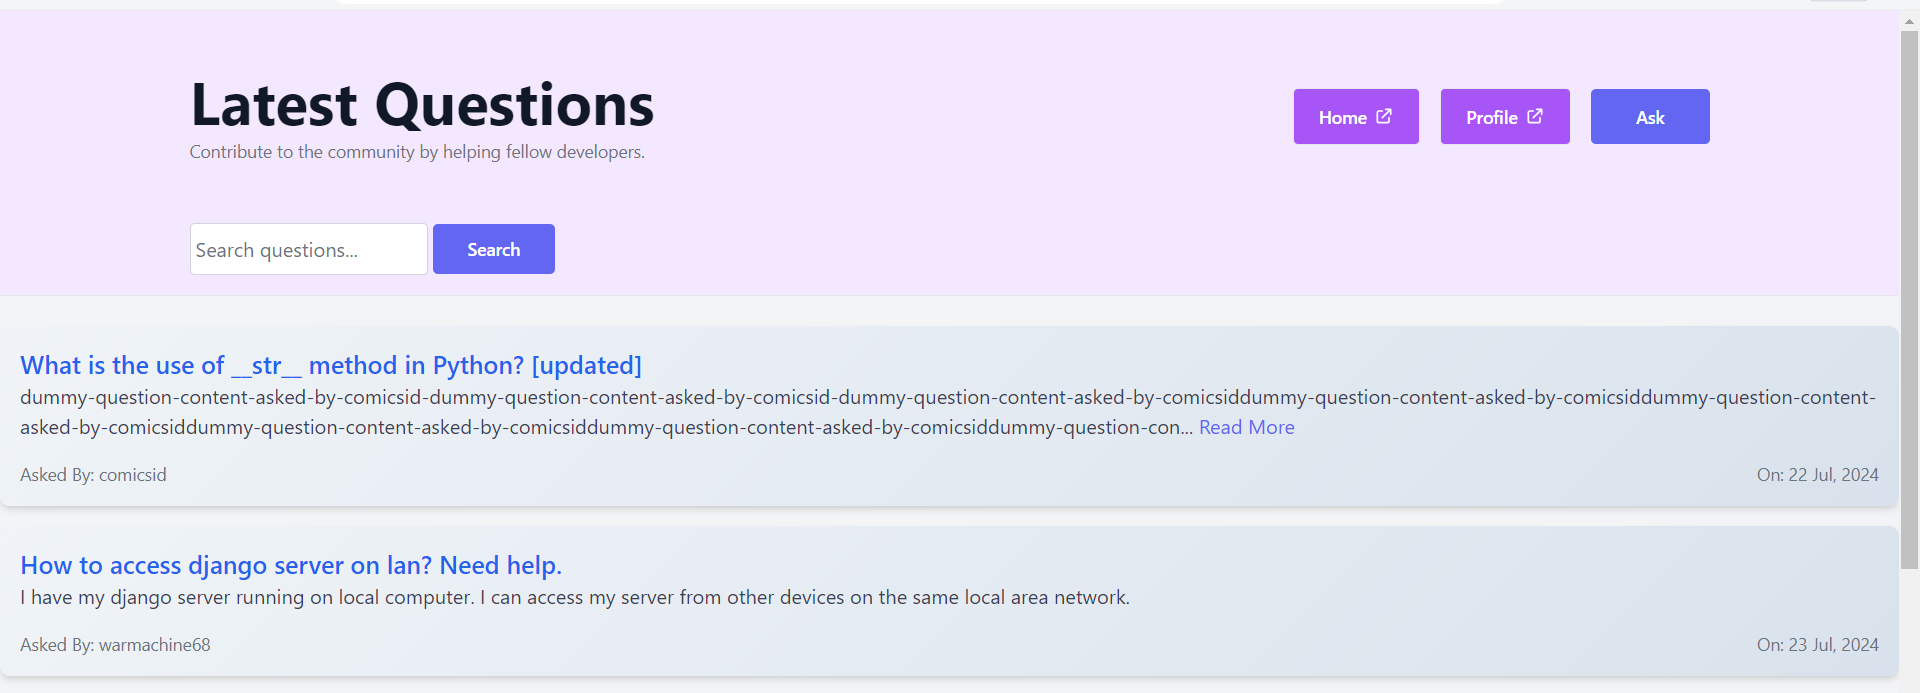 Latest Questions
Contribute to the community by helping fellow developers.
Home
Profile
Ask
Search questions...
Search
What is the use of __str__ method in Python? [updated]
dummy-question-content-asked-by-comicsid-dummy-question-content-asked-by-comicsid-dummy-question-content-asked-by-comicsiddummy-question-content-asked-by-comicsiddummy-question-content-
asked-by-comicsiddummy-question-content-asked-by-comicsiddummy-question-content-asked-by-comicsiddummy-question-con... Read More
Asked By: comicsid
On: 22 Jul, 2024
How to access django server on lan? Need help.
I have my django server running on local computer. I can access my server from other devices on the same local area network.
Asked By: warmachine68
On: 23 Jul, 2024